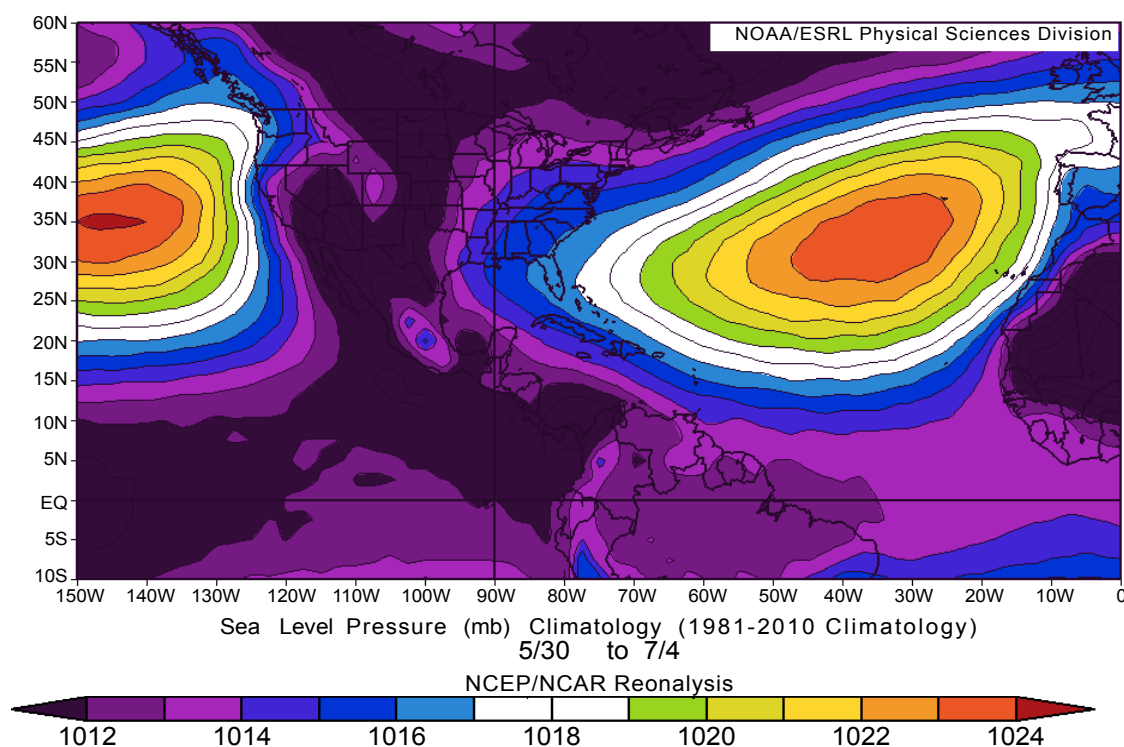 60N
NOAA/ESRL Physical Sciences Division
55N
50N
45N
40N
35N
30N
25N
20N
15N
10N
5N
EQ
5S
10S
150W 140W 130W 120W 110W 100W 90W 80W 70W 60W 50W 40W 30W 20W 10W 0
Sea Level Pressure (mb) Climatology (1981-2010 Climatology)
5/30 to 7/4
NCEP/NCAR Reonalysis
1012 1014 1016 1018 1020 1022 1024